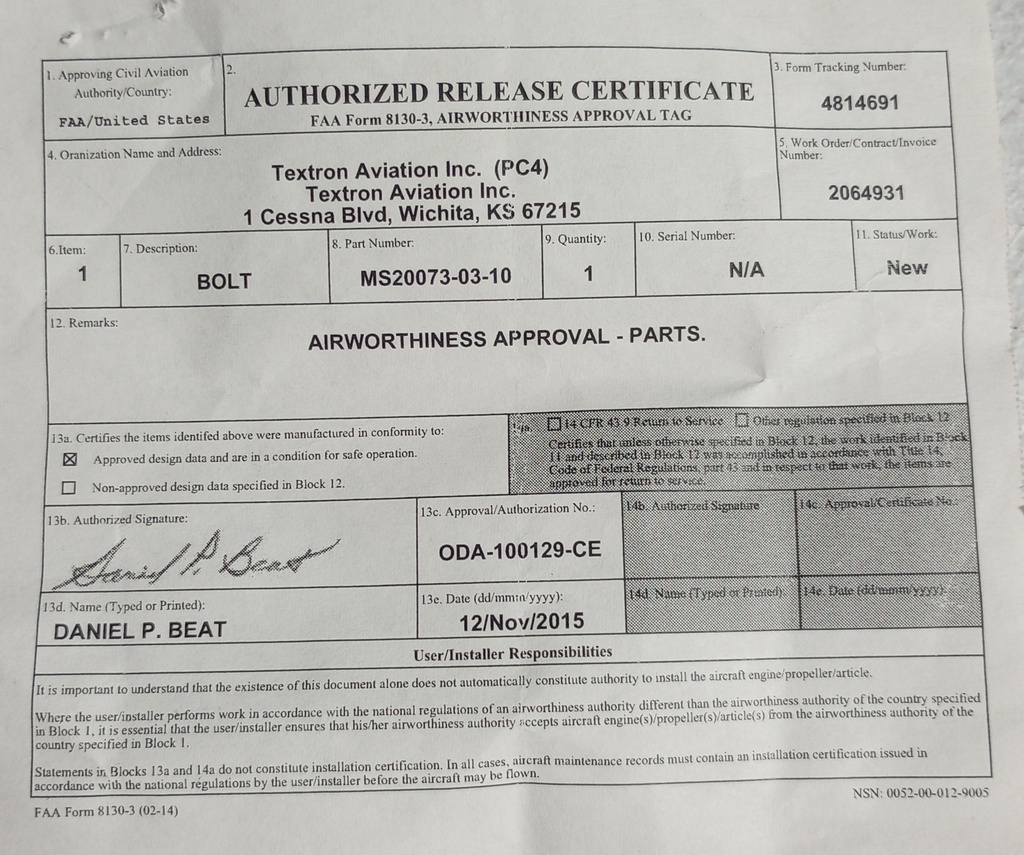 1. Approving Civil Aviation
Authority/Country:
FAA/United States
2.
AUTHORIZED RELEASE CERTIFICATE
FAA Form 8130-3, AIRWORTHINESS APPROVAL TAG
3. Form Tracking Number:
4814691
4. Oranization Name and Address:
Textron Aviation Inc. (PC4)
Textron Aviation Inc.
1 Cessna Blvd, Wichita, KS 67215
5. Work Order/Contract/Invoice
Number:
2064931
6.Item:
1
7. Description:
BOLT
8. Part Number:
MS20073-03-10
9. Quantity:
1
10. Serial Number:
N/A
11. Status/Work:
New
12. Remarks:
AIRWORTHINESS APPROVAL - PARTS.
13a. Certifies the items identifed above were manufactured in conformity to:
☒ Approved design data and are in a condition for safe operation.
☐ Non-approved design data specified in Block 12.
14a. ☐ 14 CFR 43.9 Return to Service ☐ Other regulation specified in Block 12
Certifies that unless otherwise specified in Block 12, the work identified in Block
11 and described in Block 12 was accomplished in accordance with Title 14,
Code of Federal Regulations, part 43 and in respect to that work, the items are
approved for return to service.
13b. Authorized Signature:
Daniel P. Beat
13c. Approval/Authorization No.:
ODA-100129-CE
14b. Authorized Signature
14c. Approval/Certificate No.:
13d. Name (Typed or Printed):
DANIEL P. BEAT
13e. Date (dd/mmm/yyyy):
12/Nov/2015
14d. Name (Typed or Printed):
14e. Date (dd/mmm/yyyy):
User/Installer Responsibilities
It is important to understand that the existence of this document alone does not automatically constitute authority to install the aircraft engine/propeller/article.
Where the user/installer performs work in accordance with the national regulations of an airworthiness authority different than the airworthiness authority of the country specified
in Block 1, it is essential that the user/installer ensures that his/her airworthiness authority accepts aircraft engine(s)/propeller(s)/article(s) from the airworthiness authority of the
country specified in Block 1.
Statements in Blocks 13a and 14a do not constitute installation certification. In all cases, aircraft maintenance records must contain an installation certification issued in
accordance with the national regulations by the user/installer before the aircraft may be flown.
FAA Form 8130-3 (02-14)
NSN: 0052-00-012-9005